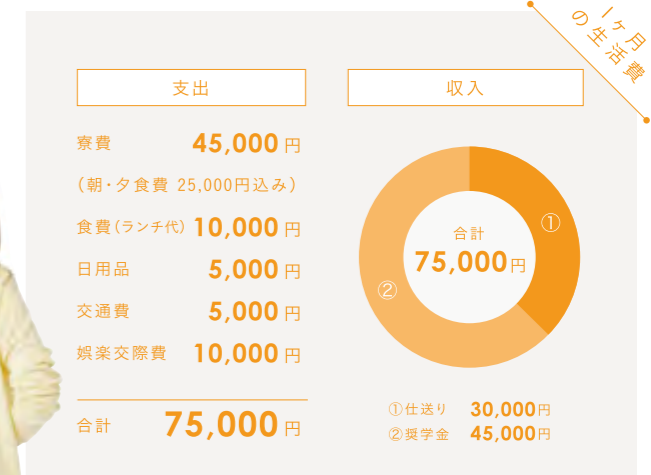 1ヶ月
の生活費
支出
寮費 45,000円
（朝・夕食費 25,000円込み）
食費（ランチ代） 10,000円
日用品 5,000円
交通費 5,000円
娯楽交際費 10,000円
合計 75,000円
収入
①
②
合計
75,000円
①仕送り 30,000円
②奨学金 45,000円